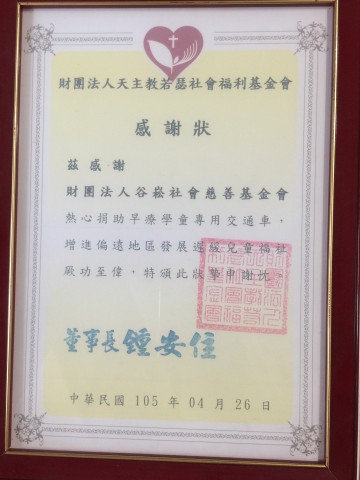 財團法人天主教若瑟社會福利基金會
感謝狀
茲感謝
財團法人谷崧社會慈善基金會
熱心捐助早療學童專用交通車，
增進偏遠地區發展遲緩兒童福祉
厥功至偉，特頒此狀藉申謝忱。
董事長 鍾安住
中華民國 105 年 04 月 26 日